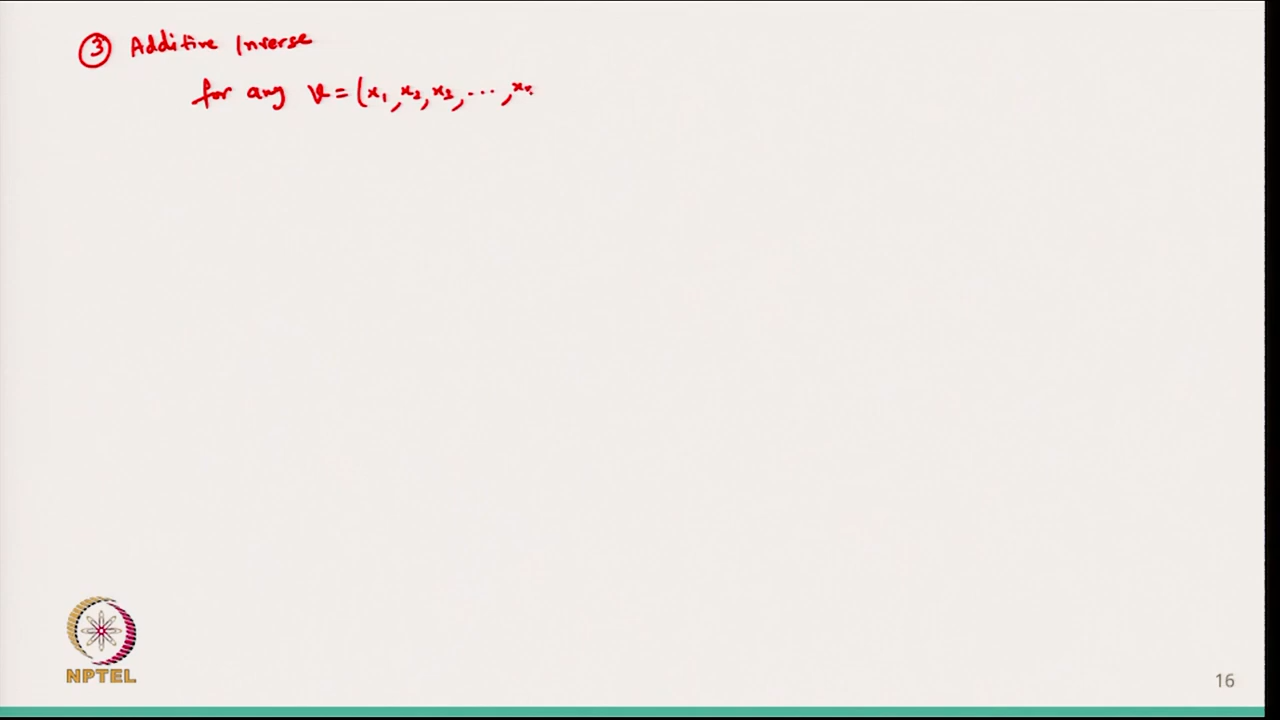 ③ Additive Inverse
for any v = (x₁, x₂, x₃, ⋯, xₙ
NPTEL
16